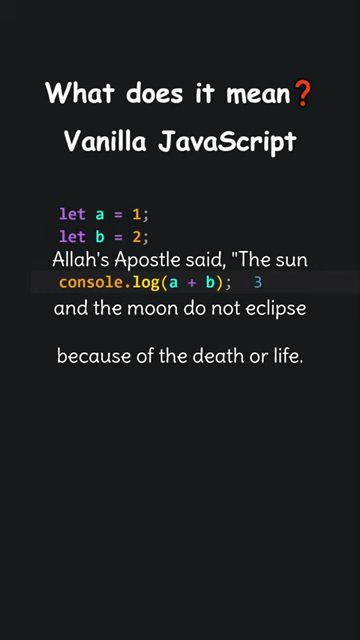 What does it mean❓
Vanilla JavaScript
let a = 1;
let b = 2;
Allah's Apostle said, "The sun
console.log(a + b); 3
and the moon do not eclipse
because of the death or life.